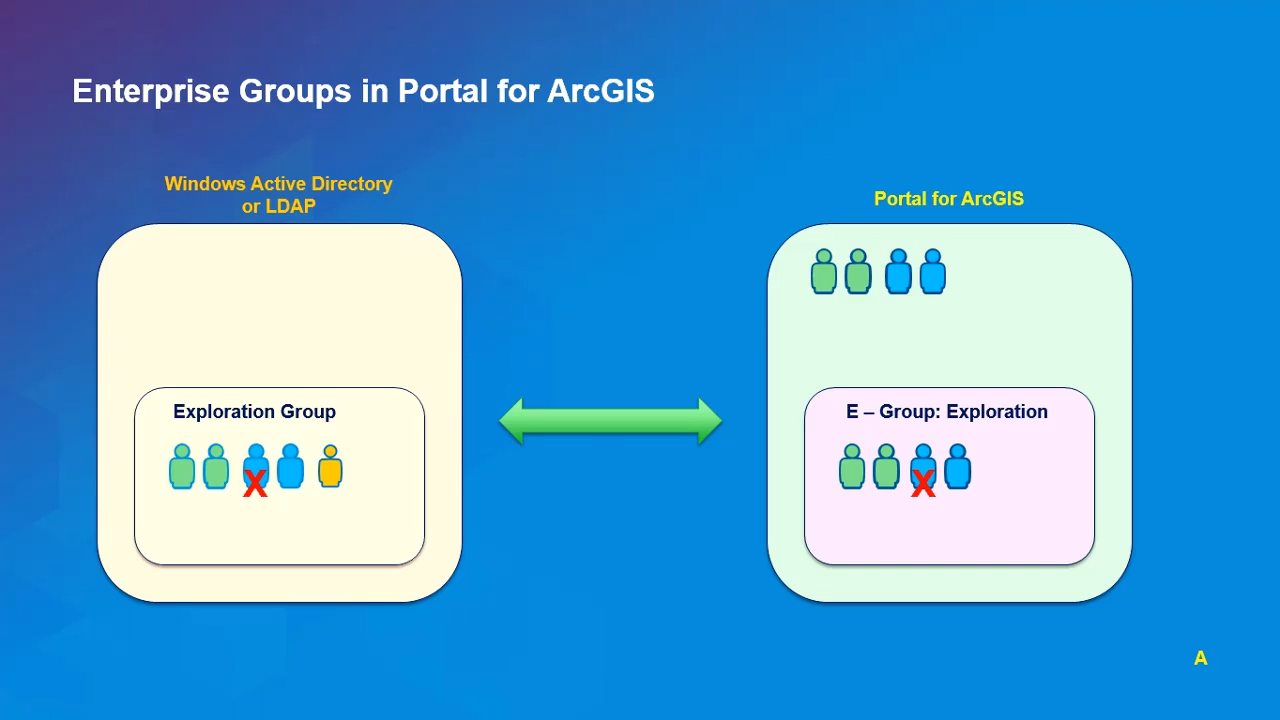 Enterprise Groups in Portal for ArcGIS
Windows Active Directory
or LDAP
Portal for ArcGIS
Exploration Group
X
E – Group: Exploration
X
A